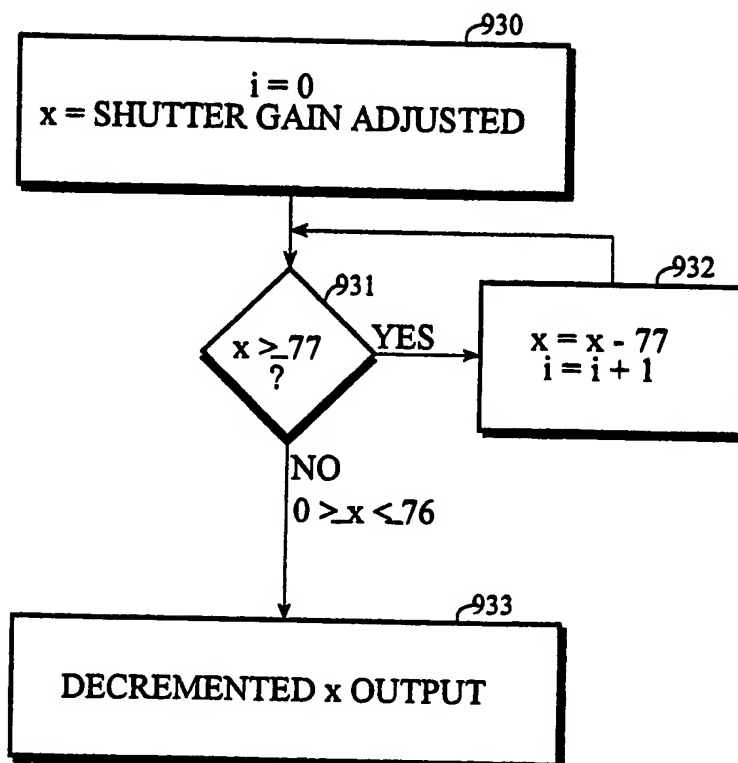 930
i = 0
x = SHUTTER GAIN ADJUSTED
931
x ≥ 77
?
YES
932
x = x - 77
i = i + 1
NO
0 ≥ x ≤ 76
933
DECREMENTED x OUTPUT